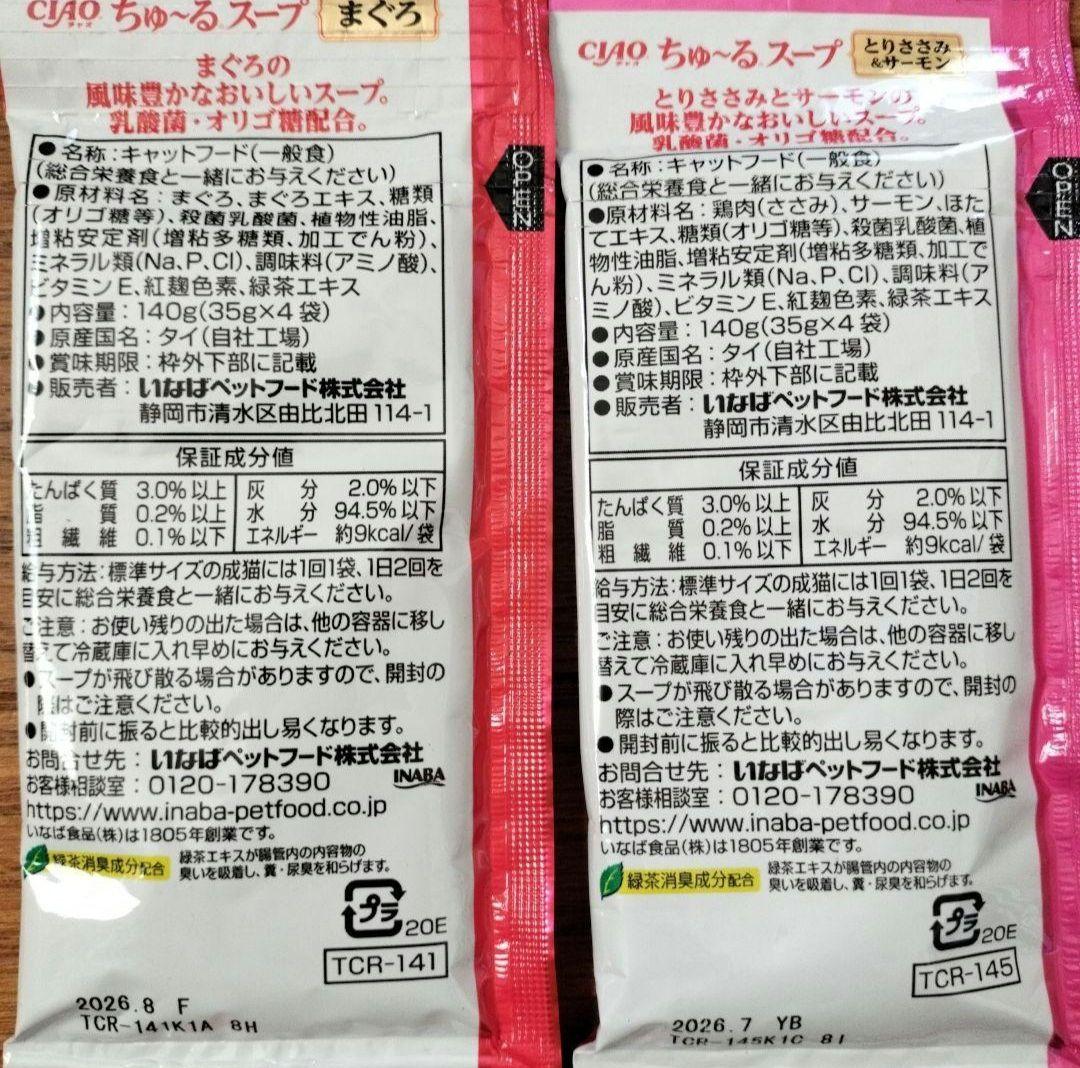 CIAO ちゅ〜る スープ まぐろ
チャオ
まぐろの
風味豊かなおいしいスープ。
乳酸菌・オリゴ糖配合。
OPEN
●名称：キャットフード(一般食)
(総合栄養食と一緒にお与えください)
●原材料名：まぐろ、まぐろエキス、糖類
(オリゴ糖等)、殺菌乳酸菌、植物性油脂、
増粘安定剤(増粘多糖類、加工でん粉)、
ミネラル類(Na、P、Cl)、調味料(アミノ酸)、
ビタミンE、紅麹色素、緑茶エキス
●内容量：140g(35g×4袋)
●原産国名：タイ(自社工場)
●賞味期限：枠外下部に記載
●販売者：いなばペットフード株式会社
静岡市清水区由比北田114-1
保証成分値
たんぱく質 3.0%以上 灰分 2.0%以下
脂質 0.2%以上 水分 94.5%以下
粗繊維 0.1%以下 エネルギー 約9kcal/袋
給与方法：標準サイズの成猫には1回1袋、1日2回を
目安に総合栄養食と一緒にお与えください。
ご注意：お使い残りの出た場合は、他の容器に移し
替えて冷蔵庫に入れ早めにお与えください。
●スープが飛び散る場合がありますので、開封の
際はご注意ください。
●開封前に振ると比較的出し易くなります。
お問合せ先：いなばペットフード株式会社
お客様相談室：0120-178390 INABA
https://www.inaba-petfood.co.jp
いなば食品(株)は1805年創業です。
緑茶消臭成分配合
緑茶エキスが腸管内の内容物の
臭いを吸着し、糞・尿臭を和らげます。
プラ
20E
TCR-141
2026.8 F
TCR-141K1A 8H
CIAO ちゅ〜る スープ とりささみ
チャオ
&サーモン
とりささみとサーモンの
風味豊かなおいしいスープ。
乳酸菌・オリゴ糖配合。
OPEN
●名称：キャットフード(一般食)
(総合栄養食と一緒にお与えください)
●原材料名：鶏肉(ささみ)、サーモン、ほた
てエキス、糖類(オリゴ糖等)、殺菌乳酸菌、植
物性油脂、増粘安定剤(増粘多糖類、加工で
ん粉)、ミネラル類(Na、P、Cl)、調味料(ア
ミノ酸)、ビタミンE、紅麹色素、緑茶エキス
●内容量：140g(35g×4袋)
●原産国名：タイ(自社工場)
●賞味期限：枠外下部に記載
●販売者：いなばペットフード株式会社
静岡市清水区由比北田114-1
保証成分値
たんぱく質 3.0%以上 灰分 2.0%以下
脂質 0.2%以上 水分 94.5%以下
粗繊維 0.1%以下 エネルギー 約9kcal/袋
給与方法：標準サイズの成猫には1回1袋、1日2回を
目安に総合栄養食と一緒にお与えください。
ご注意：お使い残りの出た場合は、他の容器に移し
替えて冷蔵庫に入れ早めにお与えください。
●スープが飛び散る場合がありますので、開封の
際はご注意ください。
●開封前に振ると比較的出し易くなります。
お問合せ先：いなばペットフード株式会社
お客様相談室：0120-178390 INABA
https://www.inaba-petfood.co.jp
いなば食品(株)は1805年創業です。
緑茶消臭成分配合
緑茶エキスが腸管内の内容物の
臭いを吸着し、糞・尿臭を和らげます。
プラ
20E
TCR-145
2026.7 YB
TCR-145K1C 8I